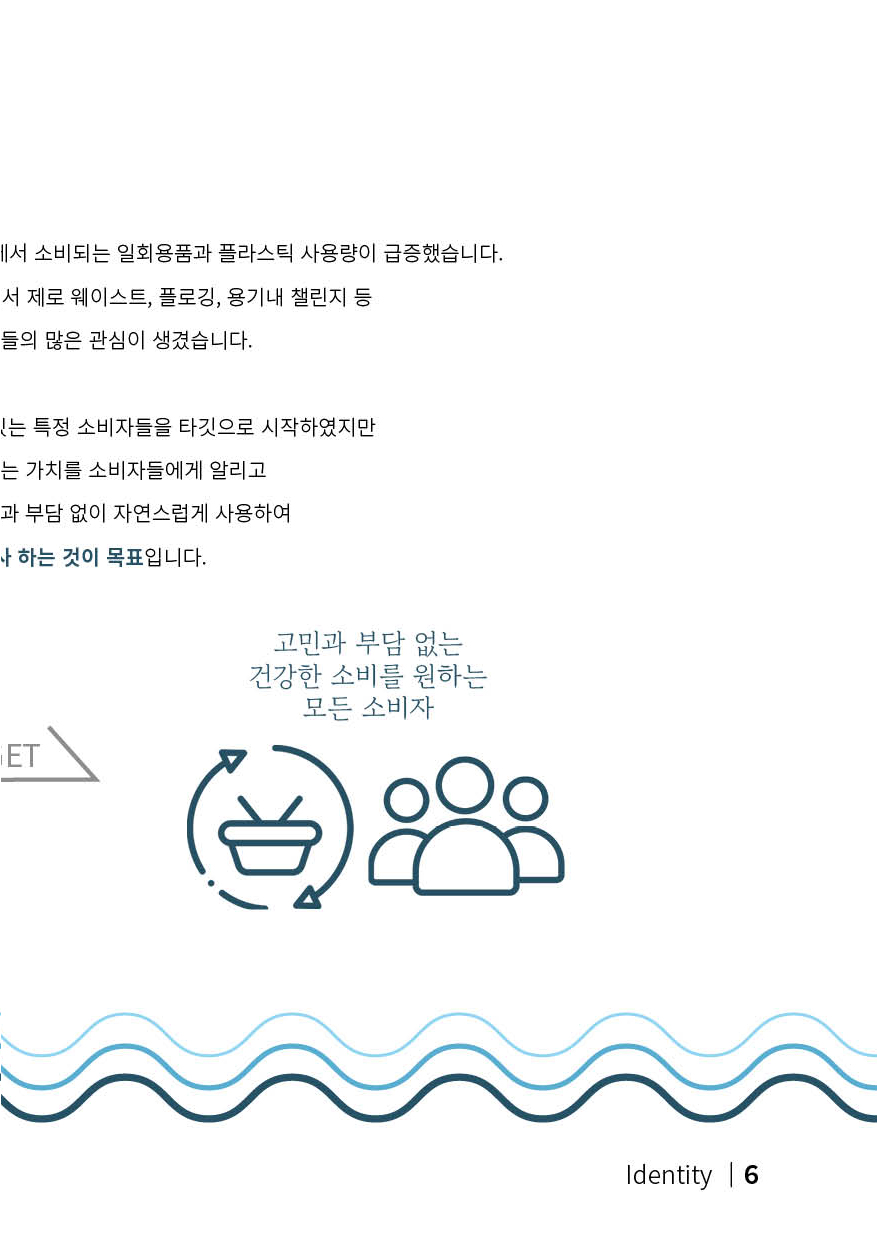 에서 소비되는 일회용품과 플라스틱 사용량이 급증했습니다.
서 제로 웨이스트, 플로깅, 용기내 챌린지 등
들의 많은 관심이 생겼습니다.
있는 특정 소비자들을 타깃으로 시작하였지만
는 가치를 소비자들에게 알리고
과 부담 없이 자연스럽게 사용하여
하는 것이 목표입니다.
고민과 부담 없는
건강한 소비를 원하는
모든 소비자
ET
Identity | 6